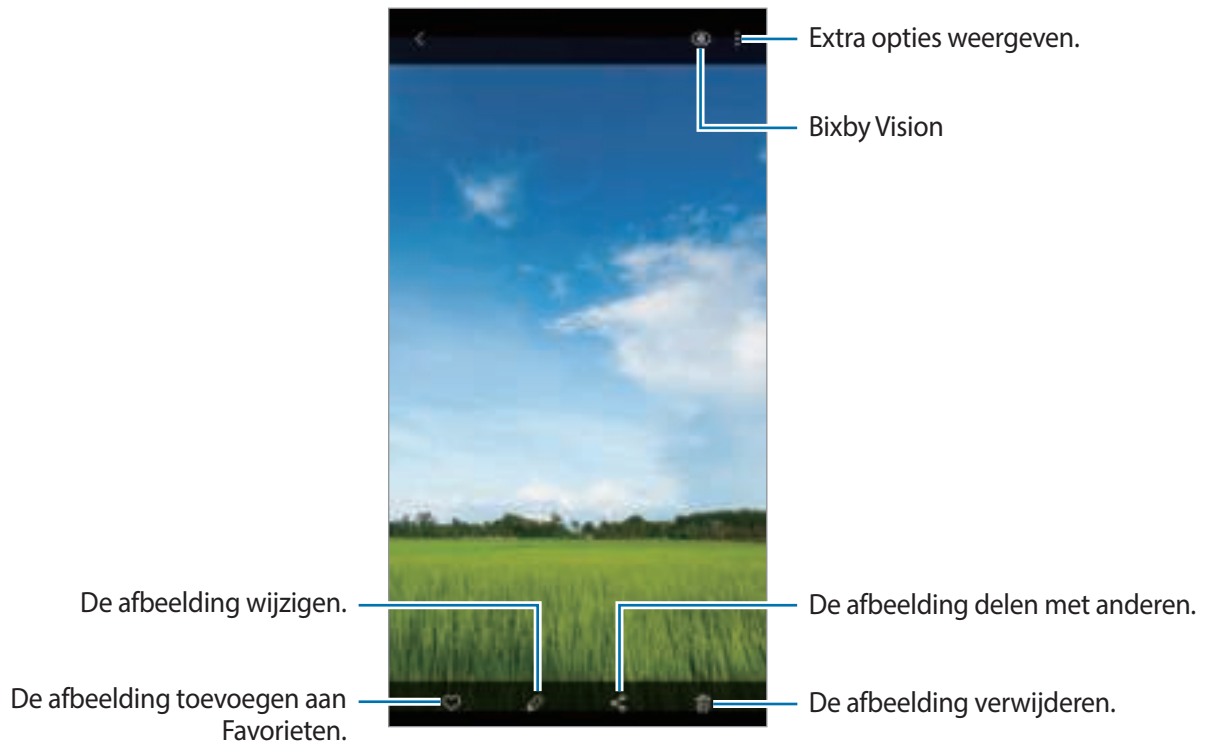 Extra opties weergeven.
Bixby Vision
De afbeelding wijzigen.
De afbeelding delen met anderen.
De afbeelding toevoegen aan
Favorieten.
De afbeelding verwijderen.